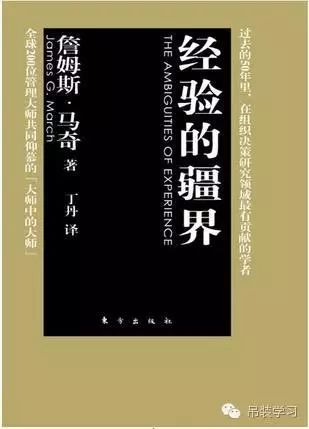 过去的50年里，在组织决策研究领域最有贡献的学者
经验的疆界
THE AMBIGUITIES OF EXPERIENCE
詹姆斯·马奇 著
James G. March
丁丹 译
全球200位管理大师共同仰慕的「大师中的大师」
东方出版社
吊装学习